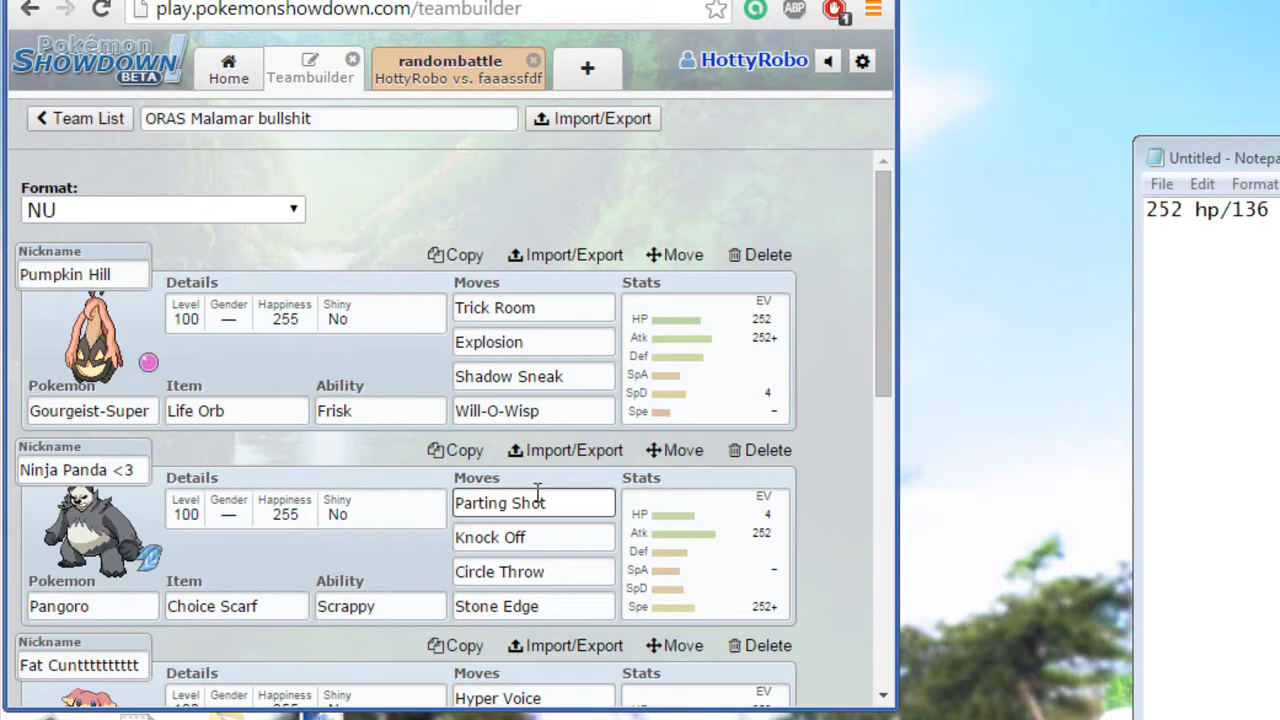 play.pokemonshowdown.com/teambuilder
ABP
1
Pokémon
SHOWDOWN!
BETA
Home
Teambuilder
randombattle
HottyRobo vs. faaassfdf
+
HottyRobo
Team List
ORAS Malamar bullshit
Import/Export
Format:
NU
Nickname
Pumpkin Hill
Copy
Import/Export
Move
Delete
Details
Moves
Stats
Level
Gender
Happiness
Shiny
100
—
255
No
Trick Room
Explosion
Shadow Sneak
Will-O-Wisp
EV
HP 252
Atk 252+
Def
SpA
SpD 4
Spe -
Pokemon
Item
Ability
Gourgeist-Super
Life Orb
Frisk
Nickname
Ninja Panda <3
Copy
Import/Export
Move
Delete
Details
Moves
Stats
Level
Gender
Happiness
Shiny
100
—
255
No
Parting Shot
Knock Off
Circle Throw
Stone Edge
EV
HP 4
Atk 252
Def
SpA -
SpD
Spe 252+
Pokemon
Item
Ability
Pangoro
Choice Scarf
Scrappy
Nickname
Fat Cuntttttttttt
Copy
Import/Export
Move
Delete
Details
Moves
Stats
Level
Gender
Happiness
Shiny
Hyper Voice
EV
Untitled - Notepa
File Edit Format
252 hp/136